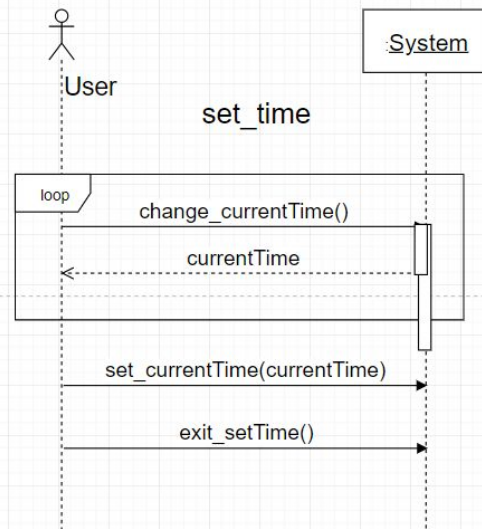 :System
User
set_time
loop
change_currentTime()
currentTime
set_currentTime(currentTime)
exit_setTime()